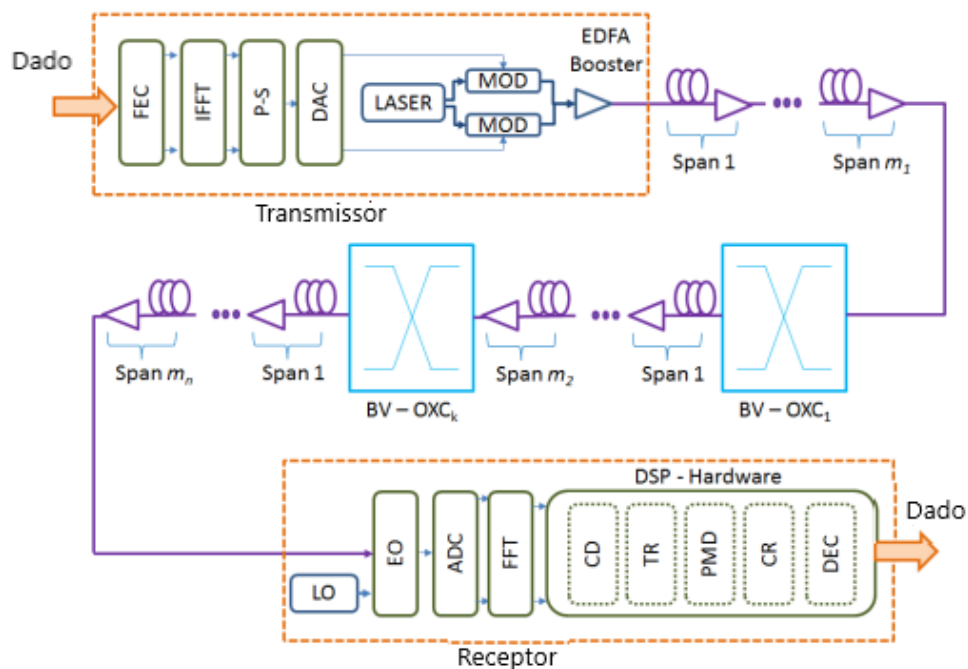 Dado
FEC
IFFT
P-S
DAC
LASER
MOD
MOD
EDFA
Booster
Transmissor
Span 1
Span m₁
Span mₙ
Span 1
BV – OXCₖ
Span m₂
Span 1
BV – OXC₁
DSP - Hardware
LO
EO
ADC
FFT
CD
TR
PMD
CR
DEC
Dado
Receptor